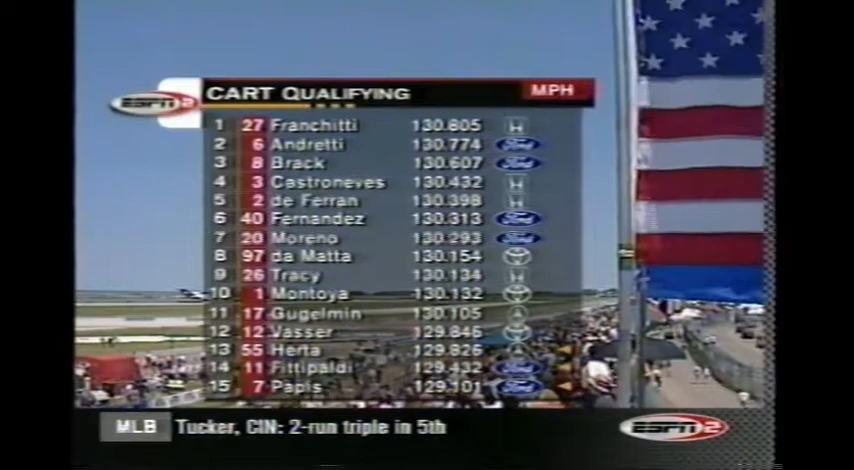 ESPN 2
CART QUALIFYING MPH
1 27 Franchitti 130.805
2 6 Andretti 130.774 Ford
3 8 Brack 130.607 Ford
4 3 Castroneves 130.432
5 2 de Ferran 130.398
6 40 Fernandez 130.313 Ford
7 20 Moreno 130.293 Ford
8 97 da Matta 130.154
9 26 Tracy 130.134
10 1 Montoya 130.132
11 17 Gugelmin 130.105
12 12 Vasser 129.846
13 55 Herta 129.826
14 11 Fittipaldi 129.432 Ford
15 7 Papis 129.101 Ford
MLB Tucker, CIN: 2-run triple in 5th
ESPN 2